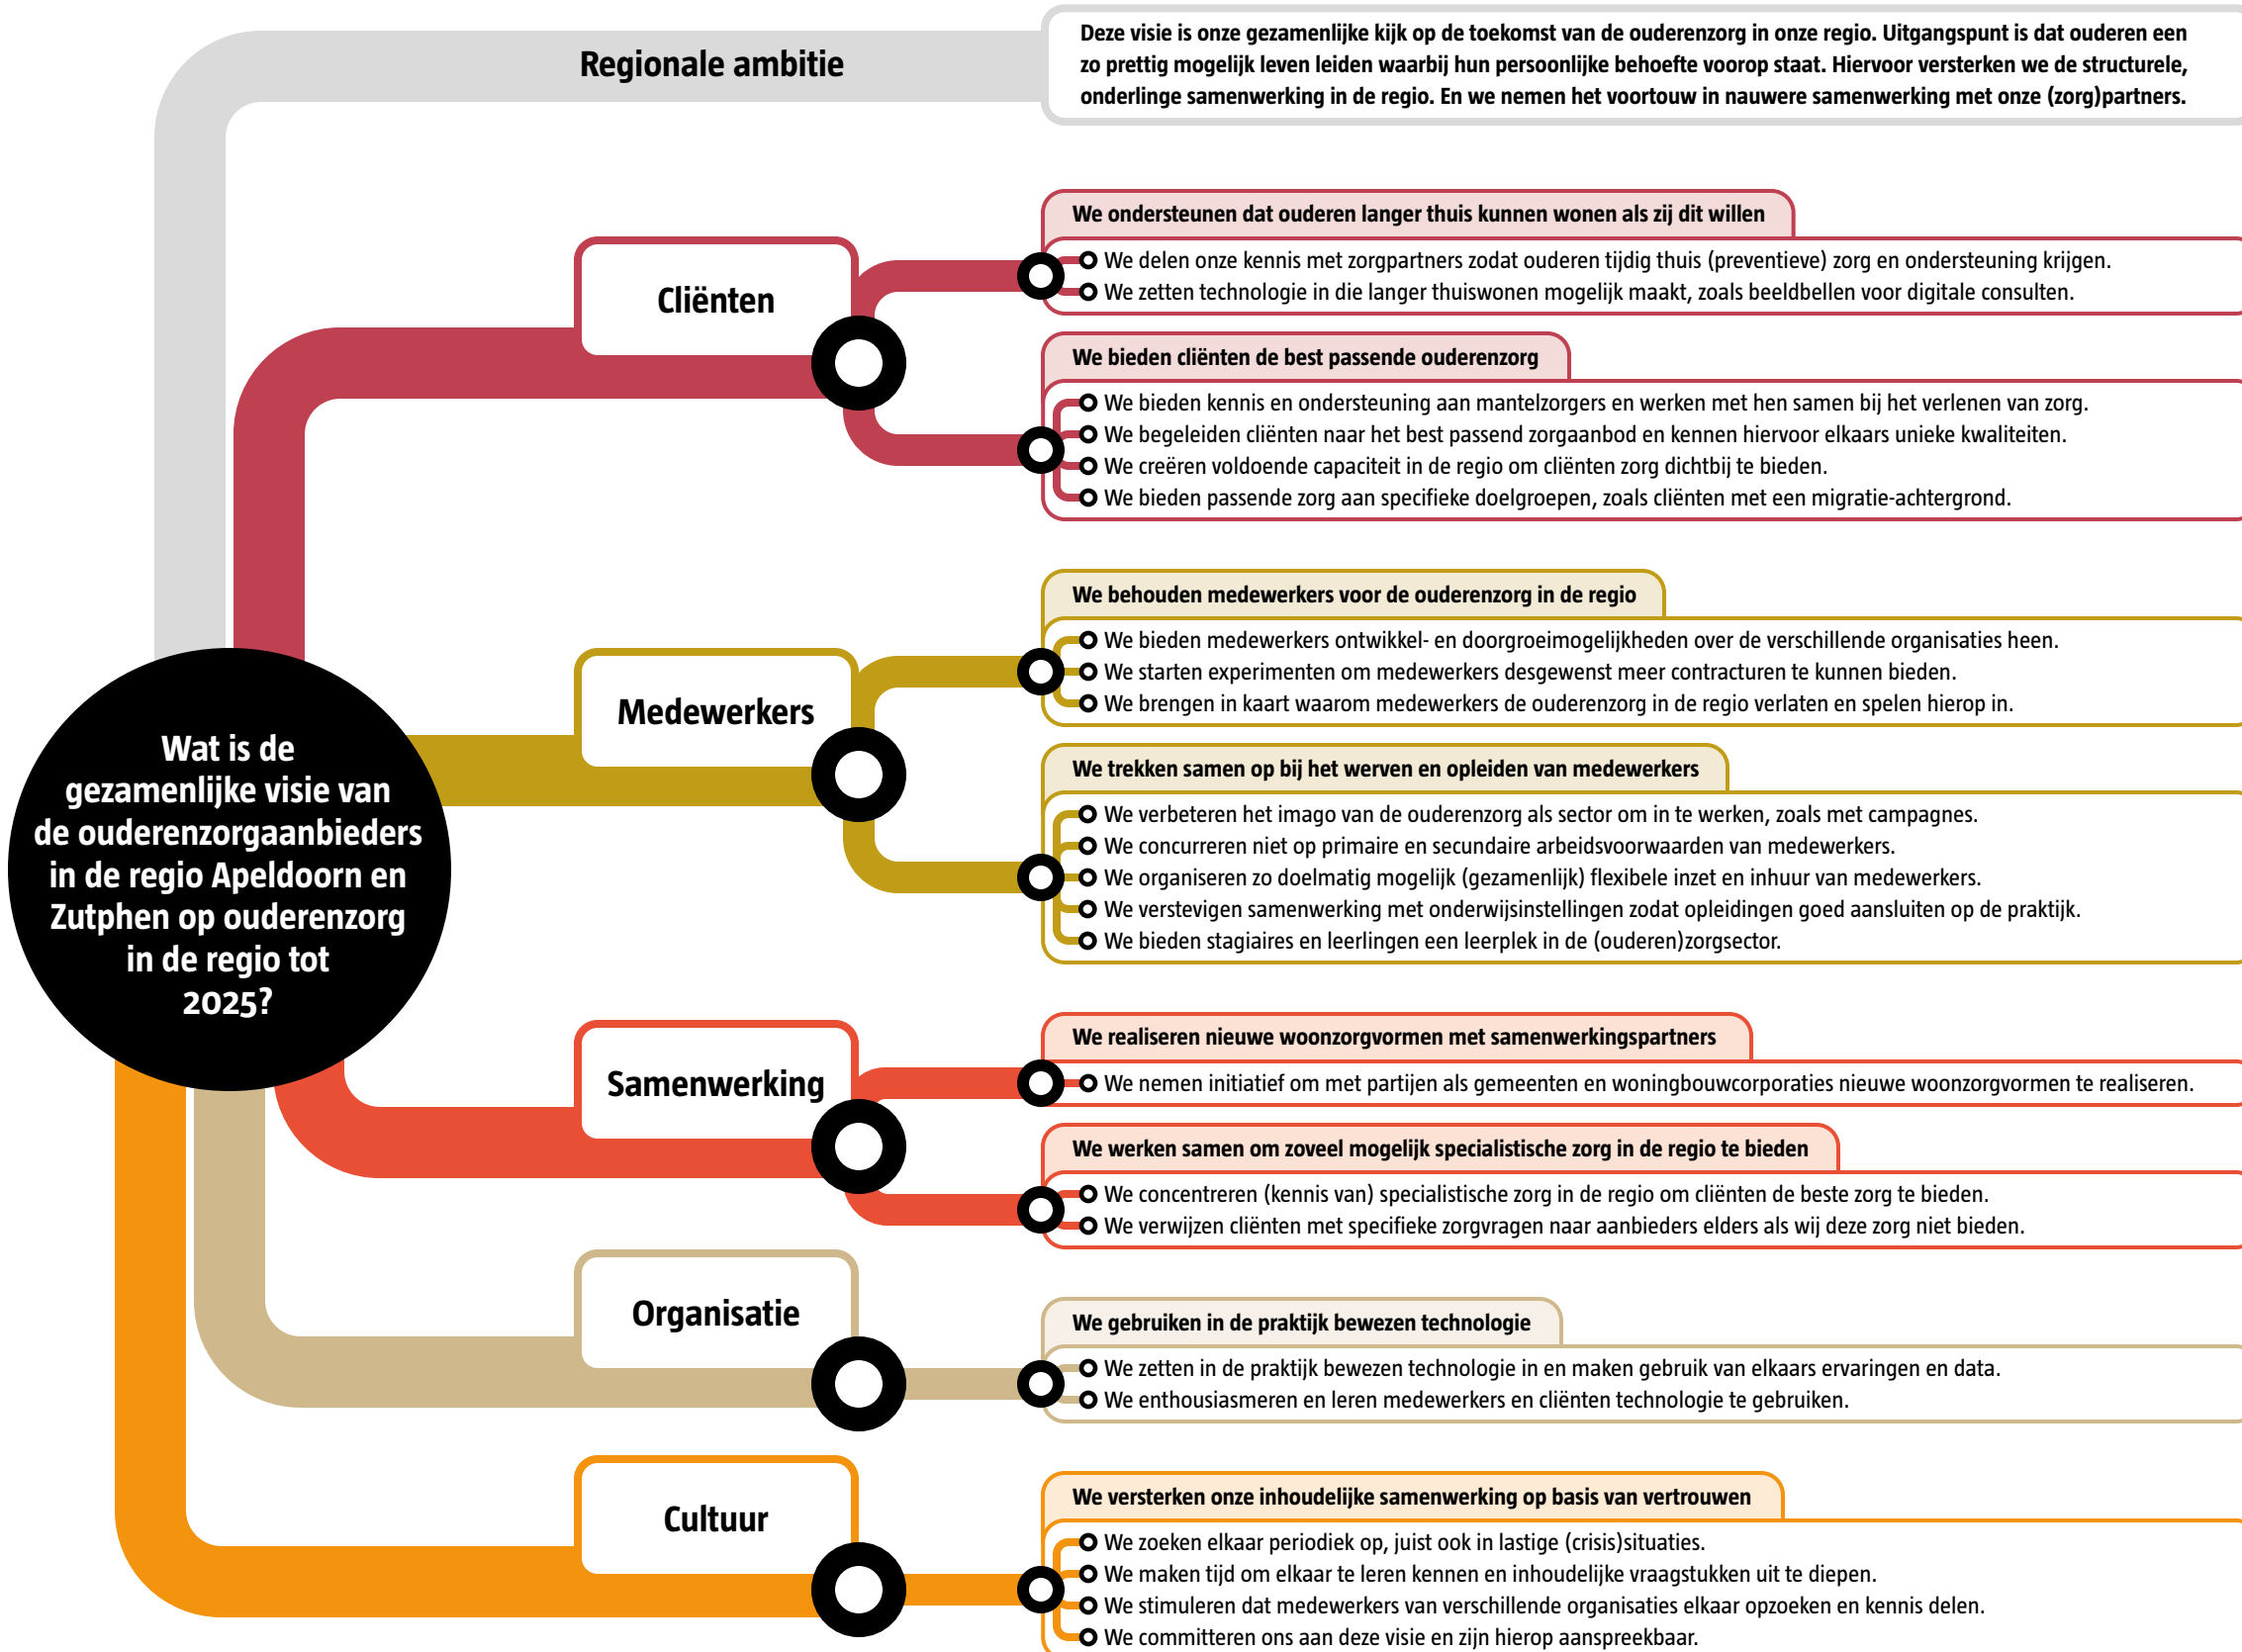 Regionale ambitie
Deze visie is onze gezamenlijke kijk op de toekomst van de ouderenzorg in onze regio. Uitgangspunt is dat ouderen een
zo prettig mogelijk leven leiden waarbij hun persoonlijke behoefte voorop staat. Hiervoor versterken we de structurele,
onderlinge samenwerking in de regio. En we nemen het voortouw in nauwere samenwerking met onze (zorg)partners.
Wat is de
gezamenlijke visie van
de ouderenzorgaanbieders
in de regio Apeldoorn en
Zutphen op ouderenzorg
in de regio tot
2025?
Cliënten
We ondersteunen dat ouderen langer thuis kunnen wonen als zij dit willen
We delen onze kennis met zorgpartners zodat ouderen tijdig thuis (preventieve) zorg en ondersteuning krijgen.
We zetten technologie in die langer thuiswonen mogelijk maakt, zoals beeldbellen voor digitale consulten.
We bieden cliënten de best passende ouderenzorg
We bieden kennis en ondersteuning aan mantelzorgers en werken met hen samen bij het verlenen van zorg.
We begeleiden cliënten naar het best passend zorgaanbod en kennen hiervoor elkaars unieke kwaliteiten.
We creëren voldoende capaciteit in de regio om cliënten zorg dichtbij te bieden.
We bieden passende zorg aan specifieke doelgroepen, zoals cliënten met een migratie-achtergrond.
Medewerkers
We behouden medewerkers voor de ouderenzorg in de regio
We bieden medewerkers ontwikkel- en doorgroeimogelijkheden over de verschillende organisaties heen.
We starten experimenten om medewerkers desgewenst meer contracturen te kunnen bieden.
We brengen in kaart waarom medewerkers de ouderenzorg in de regio verlaten en spelen hierop in.
We trekken samen op bij het werven en opleiden van medewerkers
We verbeteren het imago van de ouderenzorg als sector om in te werken, zoals met campagnes.
We concurreren niet op primaire en secundaire arbeidsvoorwaarden van medewerkers.
We organiseren zo doelmatig mogelijk (gezamenlijk) flexibele inzet en inhuur van medewerkers.
We verstevigen samenwerking met onderwijsinstellingen zodat opleidingen goed aansluiten op de praktijk.
We bieden stagiaires en leerlingen een leerplek in de (ouderen)zorgsector.
Samenwerking
We realiseren nieuwe woonzorgvormen met samenwerkingspartners
We nemen initiatief om met partijen als gemeenten en woningbouwcorporaties nieuwe woonzorgvormen te realiseren.
We werken samen om zoveel mogelijk specialistische zorg in de regio te bieden
We concentreren (kennis van) specialistische zorg in de regio om cliënten de beste zorg te bieden.
We verwijzen cliënten met specifieke zorgvragen naar aanbieders elders als wij deze zorg niet bieden.
Organisatie
We gebruiken in de praktijk bewezen technologie
We zetten in de praktijk bewezen technologie in en maken gebruik van elkaars ervaringen en data.
We enthousiasmeren en leren medewerkers en cliënten technologie te gebruiken.
Cultuur
We versterken onze inhoudelijke samenwerking op basis van vertrouwen
We zoeken elkaar periodiek op, juist ook in lastige (crisis)situaties.
We maken tijd om elkaar te leren kennen en inhoudelijke vraagstukken uit te diepen.
We stimuleren dat medewerkers van verschillende organisaties elkaar opzoeken en kennis delen.
We committeren ons aan deze visie en zijn hierop aanspreekbaar.